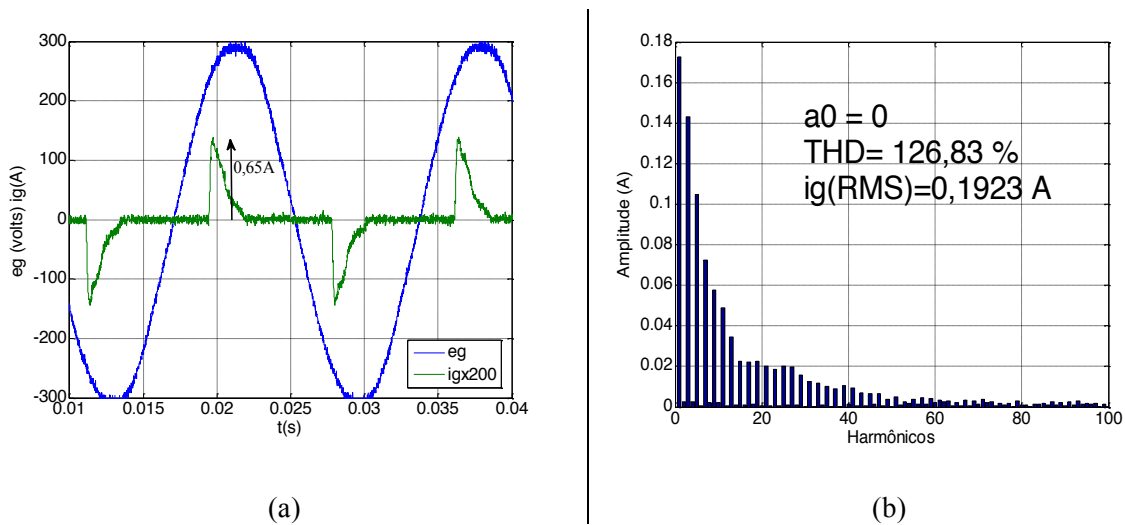 300
200
100
0
-100
-200
-300
0.01
0.015
0.02
0.025
0.03
0.035
0.04
eg (volts) ig(A)
t(s)
0,65A
eg
igx200
(a)
0.18
0.16
0.14
0.12
0.1
0.08
0.06
0.04
0.02
0
0
20
40
60
80
100
Amplitude (A)
Harmônicos
a0 = 0
THD= 126,83 %
ig(RMS)=0,1923 A
(b)